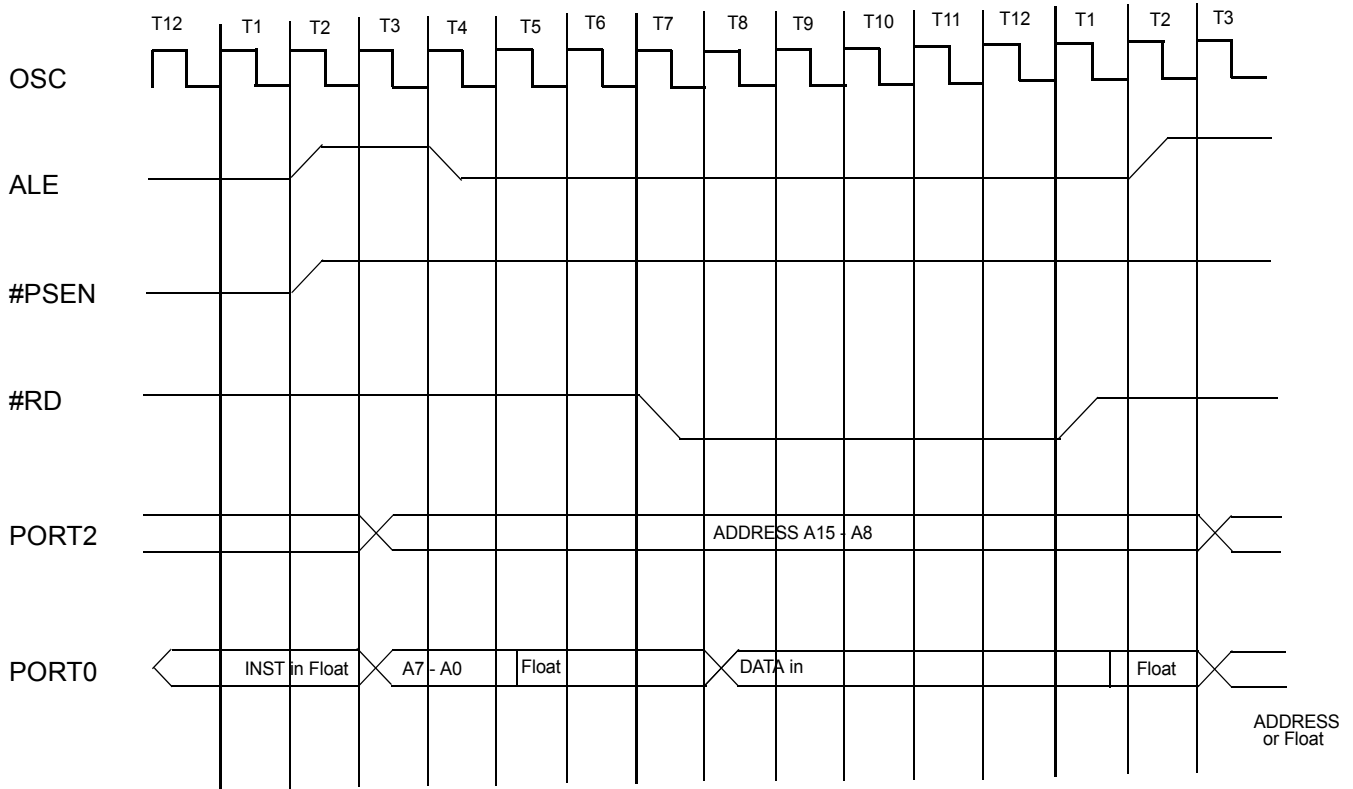 T12 T1 T2 T3 T4 T5 T6 T7 T8 T9 T10 T11 T12 T1 T2 T3
OSC
ALE
#PSEN
#RD
PORT2 ADDRESS A15 - A8
PORT0 INST in Float A7 - A0 Float DATA in Float
ADDRESS
or Float